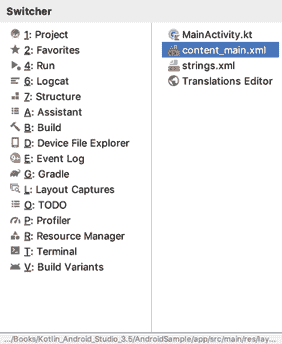 Switcher
1: Project
2: Favorites
4: Run
6: Logcat
7: Structure
A: Assistant
B: Build
D: Device File Explorer
E: Event Log
G: Gradle
L: Layout Captures
O: TODO
P: Profiler
R: Resource Manager
T: Terminal
V: Build Variants
MainActivity.kt
content_main.xml
strings.xml
Translations Editor
.../Books/Kotlin_Android_Studio_3.5/AndroidSample/app/src/main/res/lay...